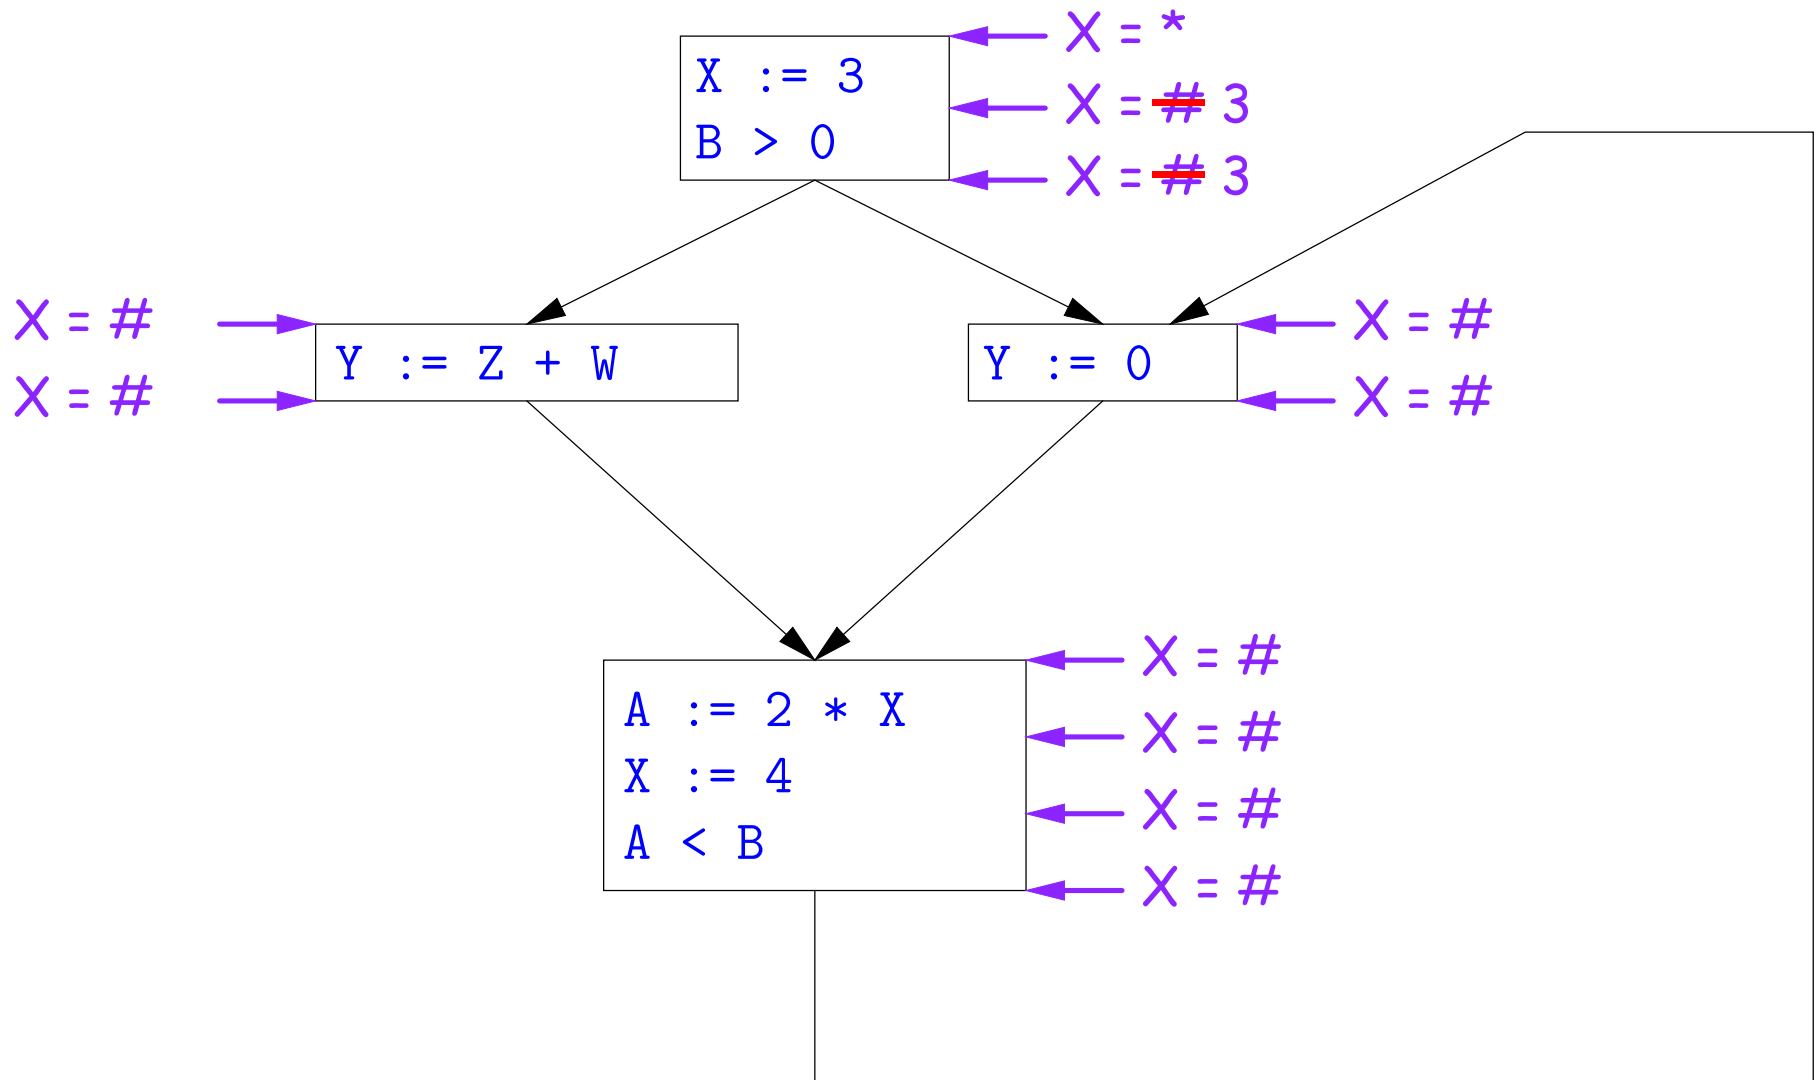 X = *
X := 3
X = # 3
B > 0
X = # 3
X = #
Y := Z + W
X = #
X = #
Y := 0
X = #
X = #
A := 2 * X
X = #
X := 4
X = #
A < B
X = #